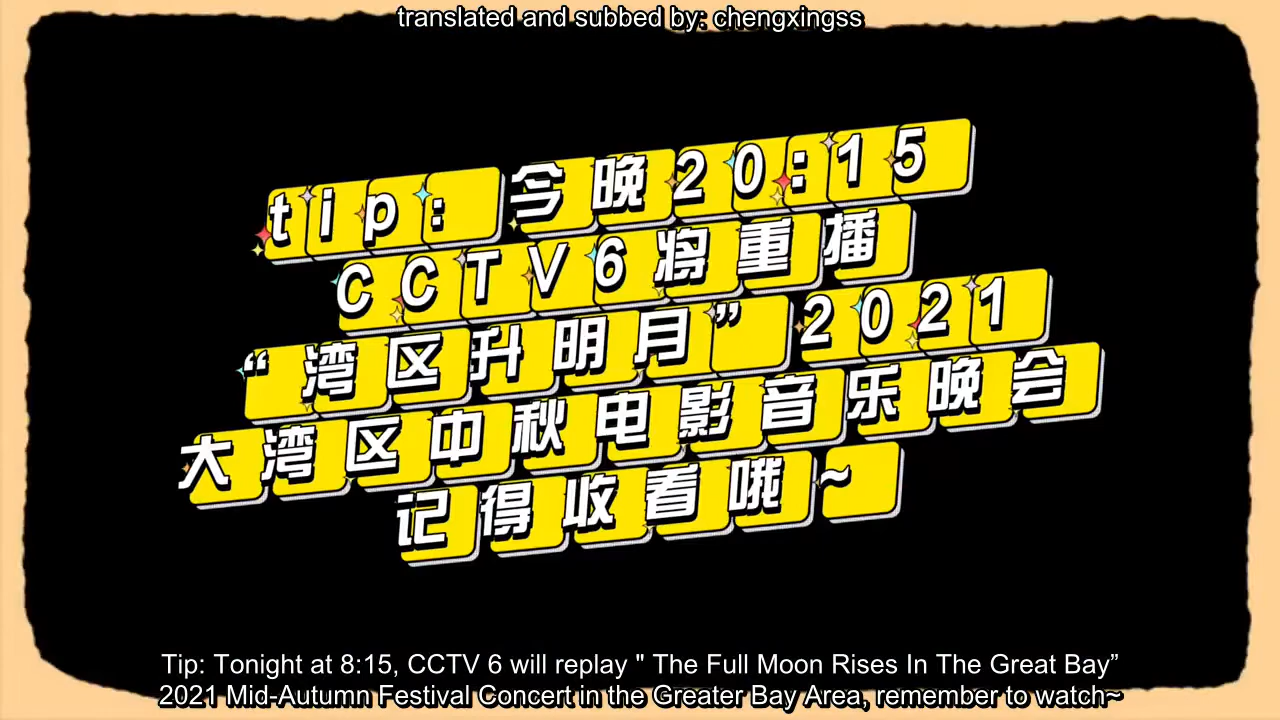 translated and subbed by: chengxingss
tip: 今晚20:15
CCTV6将重播
“湾区升明月”2021
大湾区中秋电影音乐晚会
记得收看哦~
Tip: Tonight at 8:15, CCTV 6 will replay " The Full Moon Rises In The Great Bay”
2021 Mid-Autumn Festival Concert in the Greater Bay Area, remember to watch~